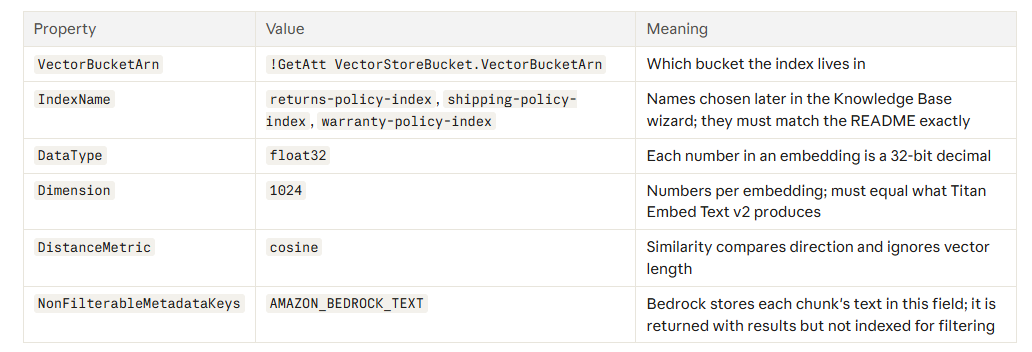 Property Value Meaning
VectorBucketArn !GetAtt VectorStoreBucket.VectorBucketArn Which bucket the index lives in
IndexName returns-policy-index, shipping-policy- Names chosen later in the Knowledge Base
index, warranty-policy-index wizard; they must match the README exactly
DataType float32 Each number in an embedding is a 32-bit decimal
Dimension 1024 Numbers per embedding; must equal what Titan
Embed Text v2 produces
DistanceMetric cosine Similarity compares direction and ignores vector
length
NonFilterableMetadataKeys AMAZON_BEDROCK_TEXT Bedrock stores each chunk's text in this field; it is
returned with results but not indexed for filtering